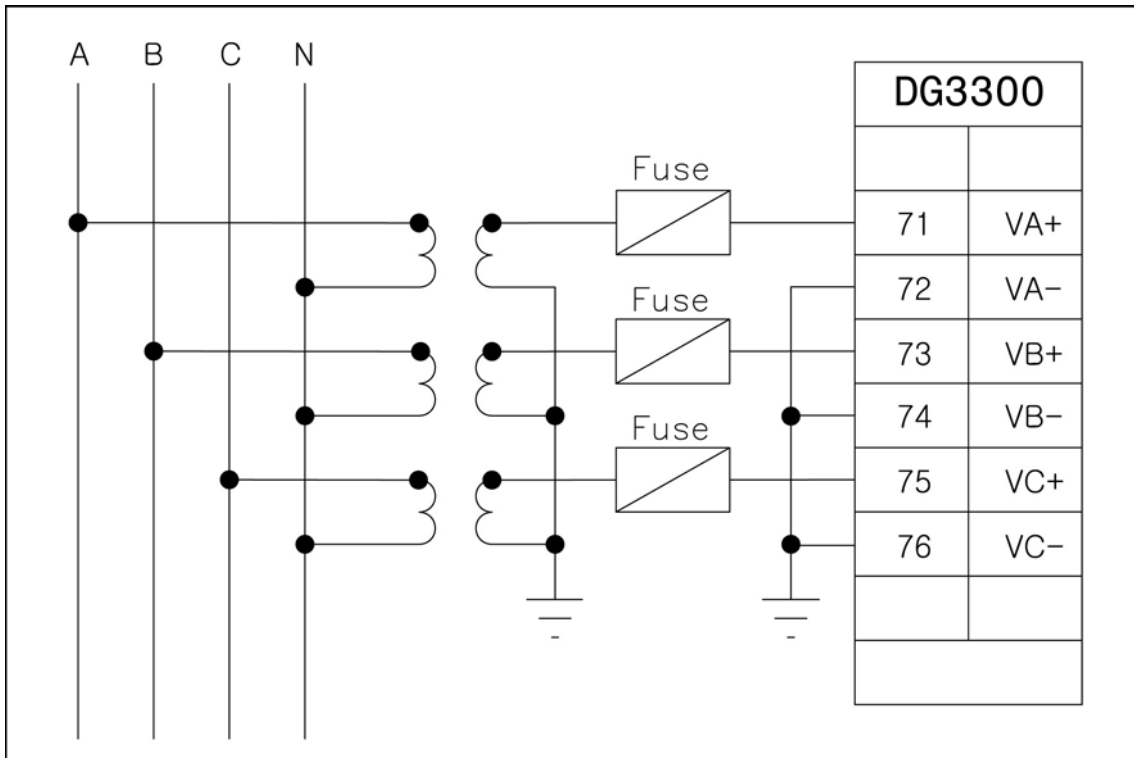 A B C N
DG3300
Fuse
71 VA+
72 VA-
Fuse
73 VB+
74 VB-
Fuse
75 VC+
76 VC-